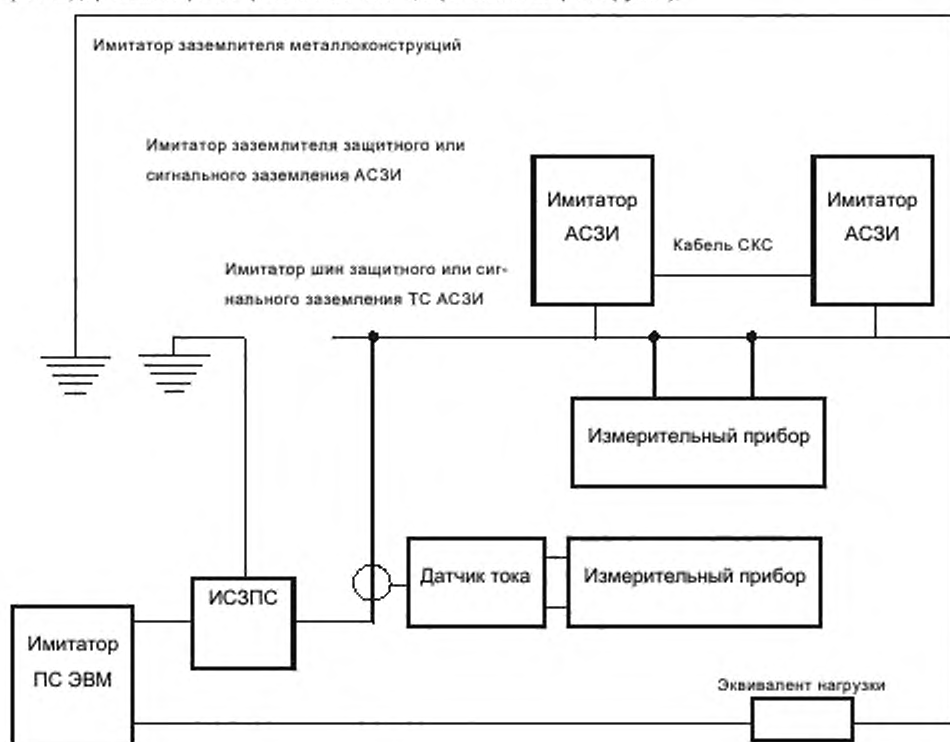 Имитатор заземлителя металлоконструкций
Имитатор заземлителя защитного или
сигнального заземления АСЗИ
Имитатор
АСЗИ
Имитатор
АСЗИ
Кабель СКС
Имитатор шин защитного или сиг-
нального заземления ТС АСЗИ
Измерительный прибор
Датчик тока
Измерительный прибор
ИСЗПС
Имитатор
ПС ЭВМ
Эквивалент нагрузки